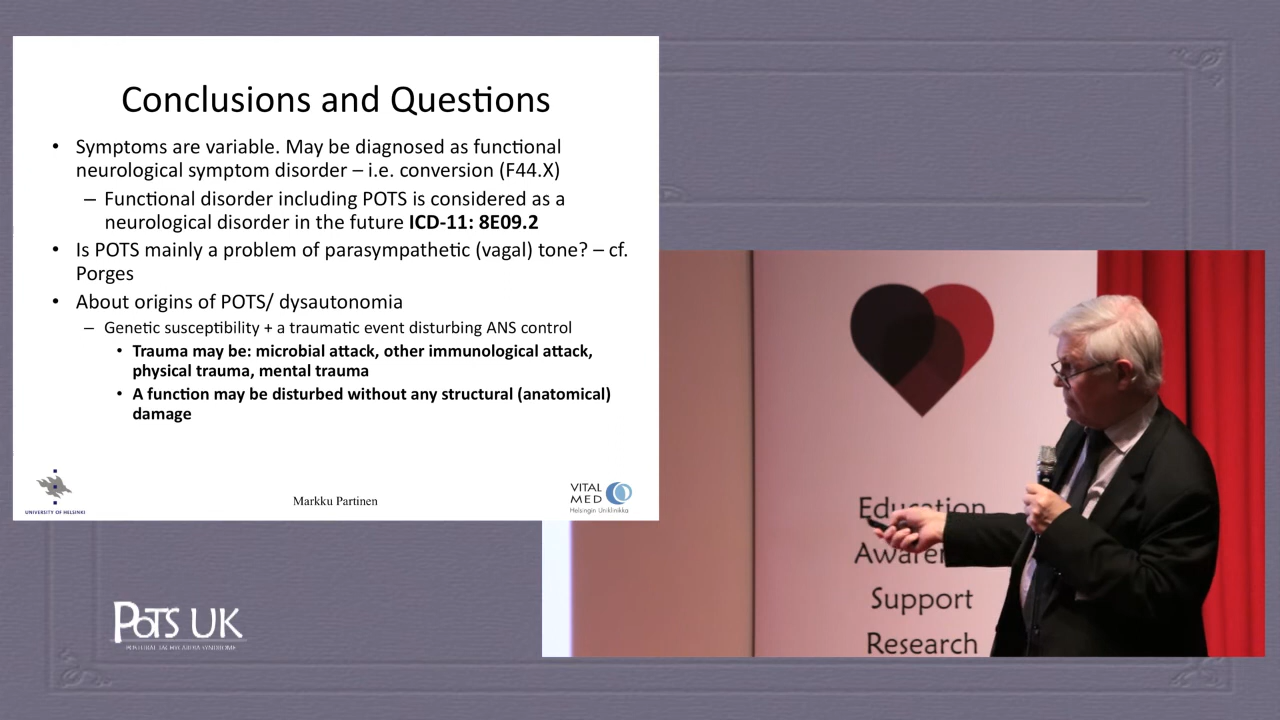 Conclusions and Questions
• Symptoms are variable. May be diagnosed as functional
neurological symptom disorder – i.e. conversion (F44.X)
– Functional disorder including POTS is considered as a
neurological disorder in the future ICD-11: 8E09.2
• Is POTS mainly a problem of parasympathetic (vagal) tone? – cf.
Porges
• About origins of POTS/ dysautonomia
– Genetic susceptibility + a traumatic event disturbing ANS control
• Trauma may be: microbial attack, other immunological attack,
physical trauma, mental trauma
• A function may be disturbed without any structural (anatomical)
damage
UNIVERSITY OF HELSINKI
Markku Partinen
VITAL
MED
Helsingin Uniklinikka
Education
Support
Research
PoTS UK
POSTURAL TACHYCARDIA SYNDROME